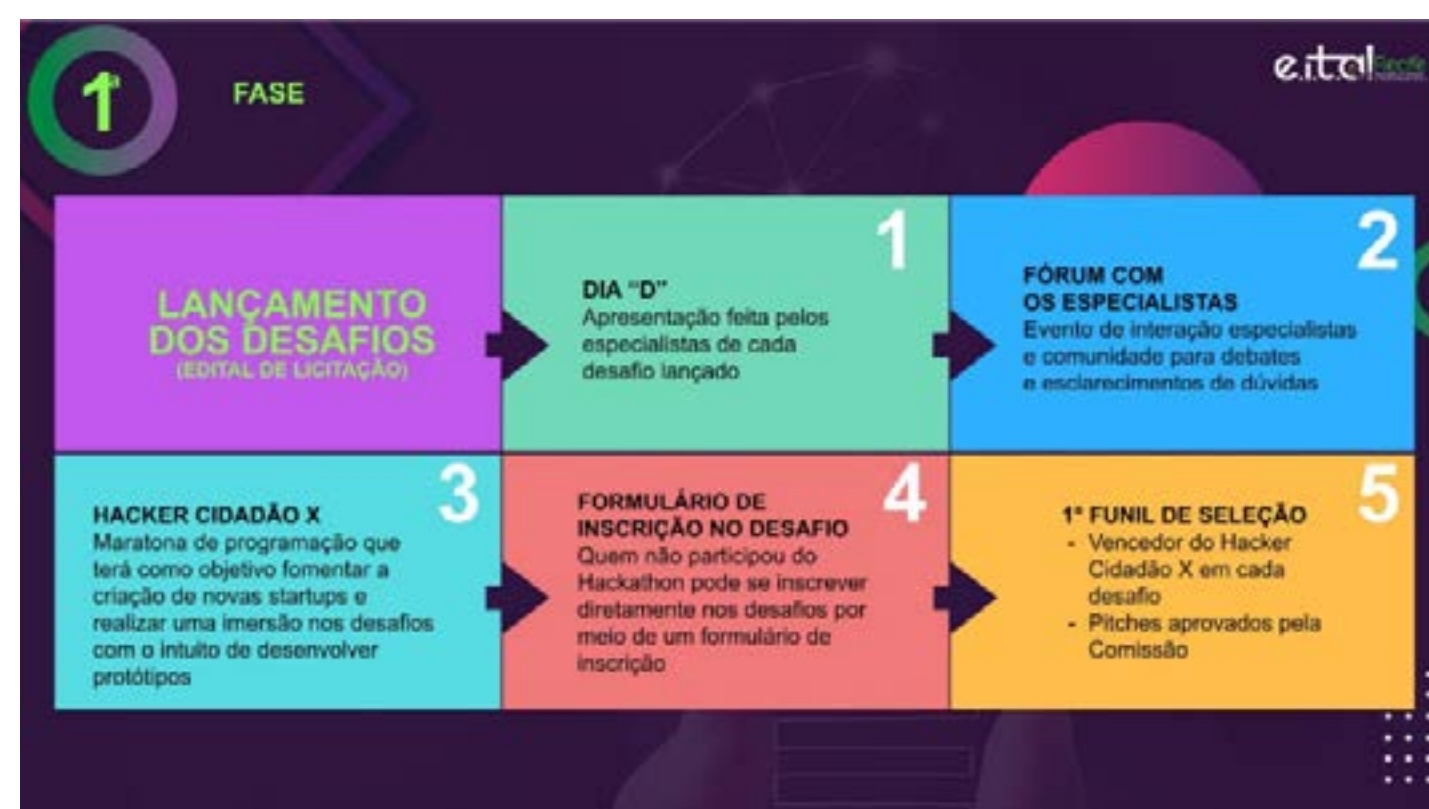 1ª
FASE
e.it.a!
Recife
LANÇAMENTO
DOS DESAFIOS
(EDITAL DE LICITAÇÃO)
1
DIA “D”
Apresentação feita pelos
especialistas de cada
desafio lançado
2
FÓRUM COM
OS ESPECIALISTAS
Evento de interação especialistas
e comunidade para debates
e esclarecimentos de dúvidas
3
HACKER CIDADÃO X
Maratona de programação que
terá como objetivo fomentar a
criação de novas startups e
realizar uma imersão nos desafios
com o intuito de desenvolver
protótipos
4
FORMULÁRIO DE
INSCRIÇÃO NO DESAFIO
Quem não participou do
Hackathon pode se inscrever
diretamente nos desafios por
meio de um formulário de
inscrição
5
1º FUNIL DE SELEÇÃO
- Vencedor do Hacker
Cidadão X em cada
desafio
- Pitches aprovados pela
Comissão